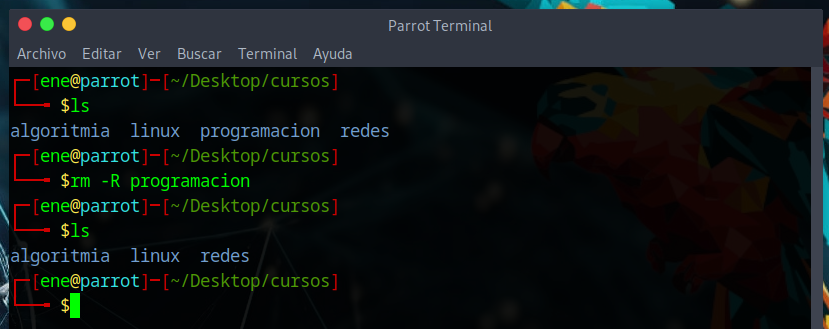 Parrot Terminal
Archivo Editar Ver Buscar Terminal Ayuda
┌─[ene@parrot]─[~/Desktop/cursos]
└──╼ $ls
algoritmia linux programacion redes
┌─[ene@parrot]─[~/Desktop/cursos]
└──╼ $rm -R programacion
┌─[ene@parrot]─[~/Desktop/cursos]
└──╼ $ls
algoritmia linux redes
┌─[ene@parrot]─[~/Desktop/cursos]
└──╼ $